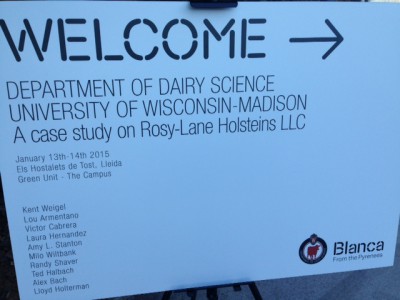 WELCOME →
DEPARTMENT OF DAIRY SCIENCE
UNIVERSITY OF WISCONSIN-MADISON
A case study on Rosy-Lane Holsteins LLC
January 13th-14th 2015
Els Hostalets de Tost, Lleida
Green Unit - The Campus
Kent Weigel
Lou Armentano
Victor Cabrera
Laura Hernandez
Amy L. Stanton
Milo Wiltbank
Randy Shaver
Ted Halbach
Alex Bach
Lloyd Holterman
Blanca
From the Pyrenees